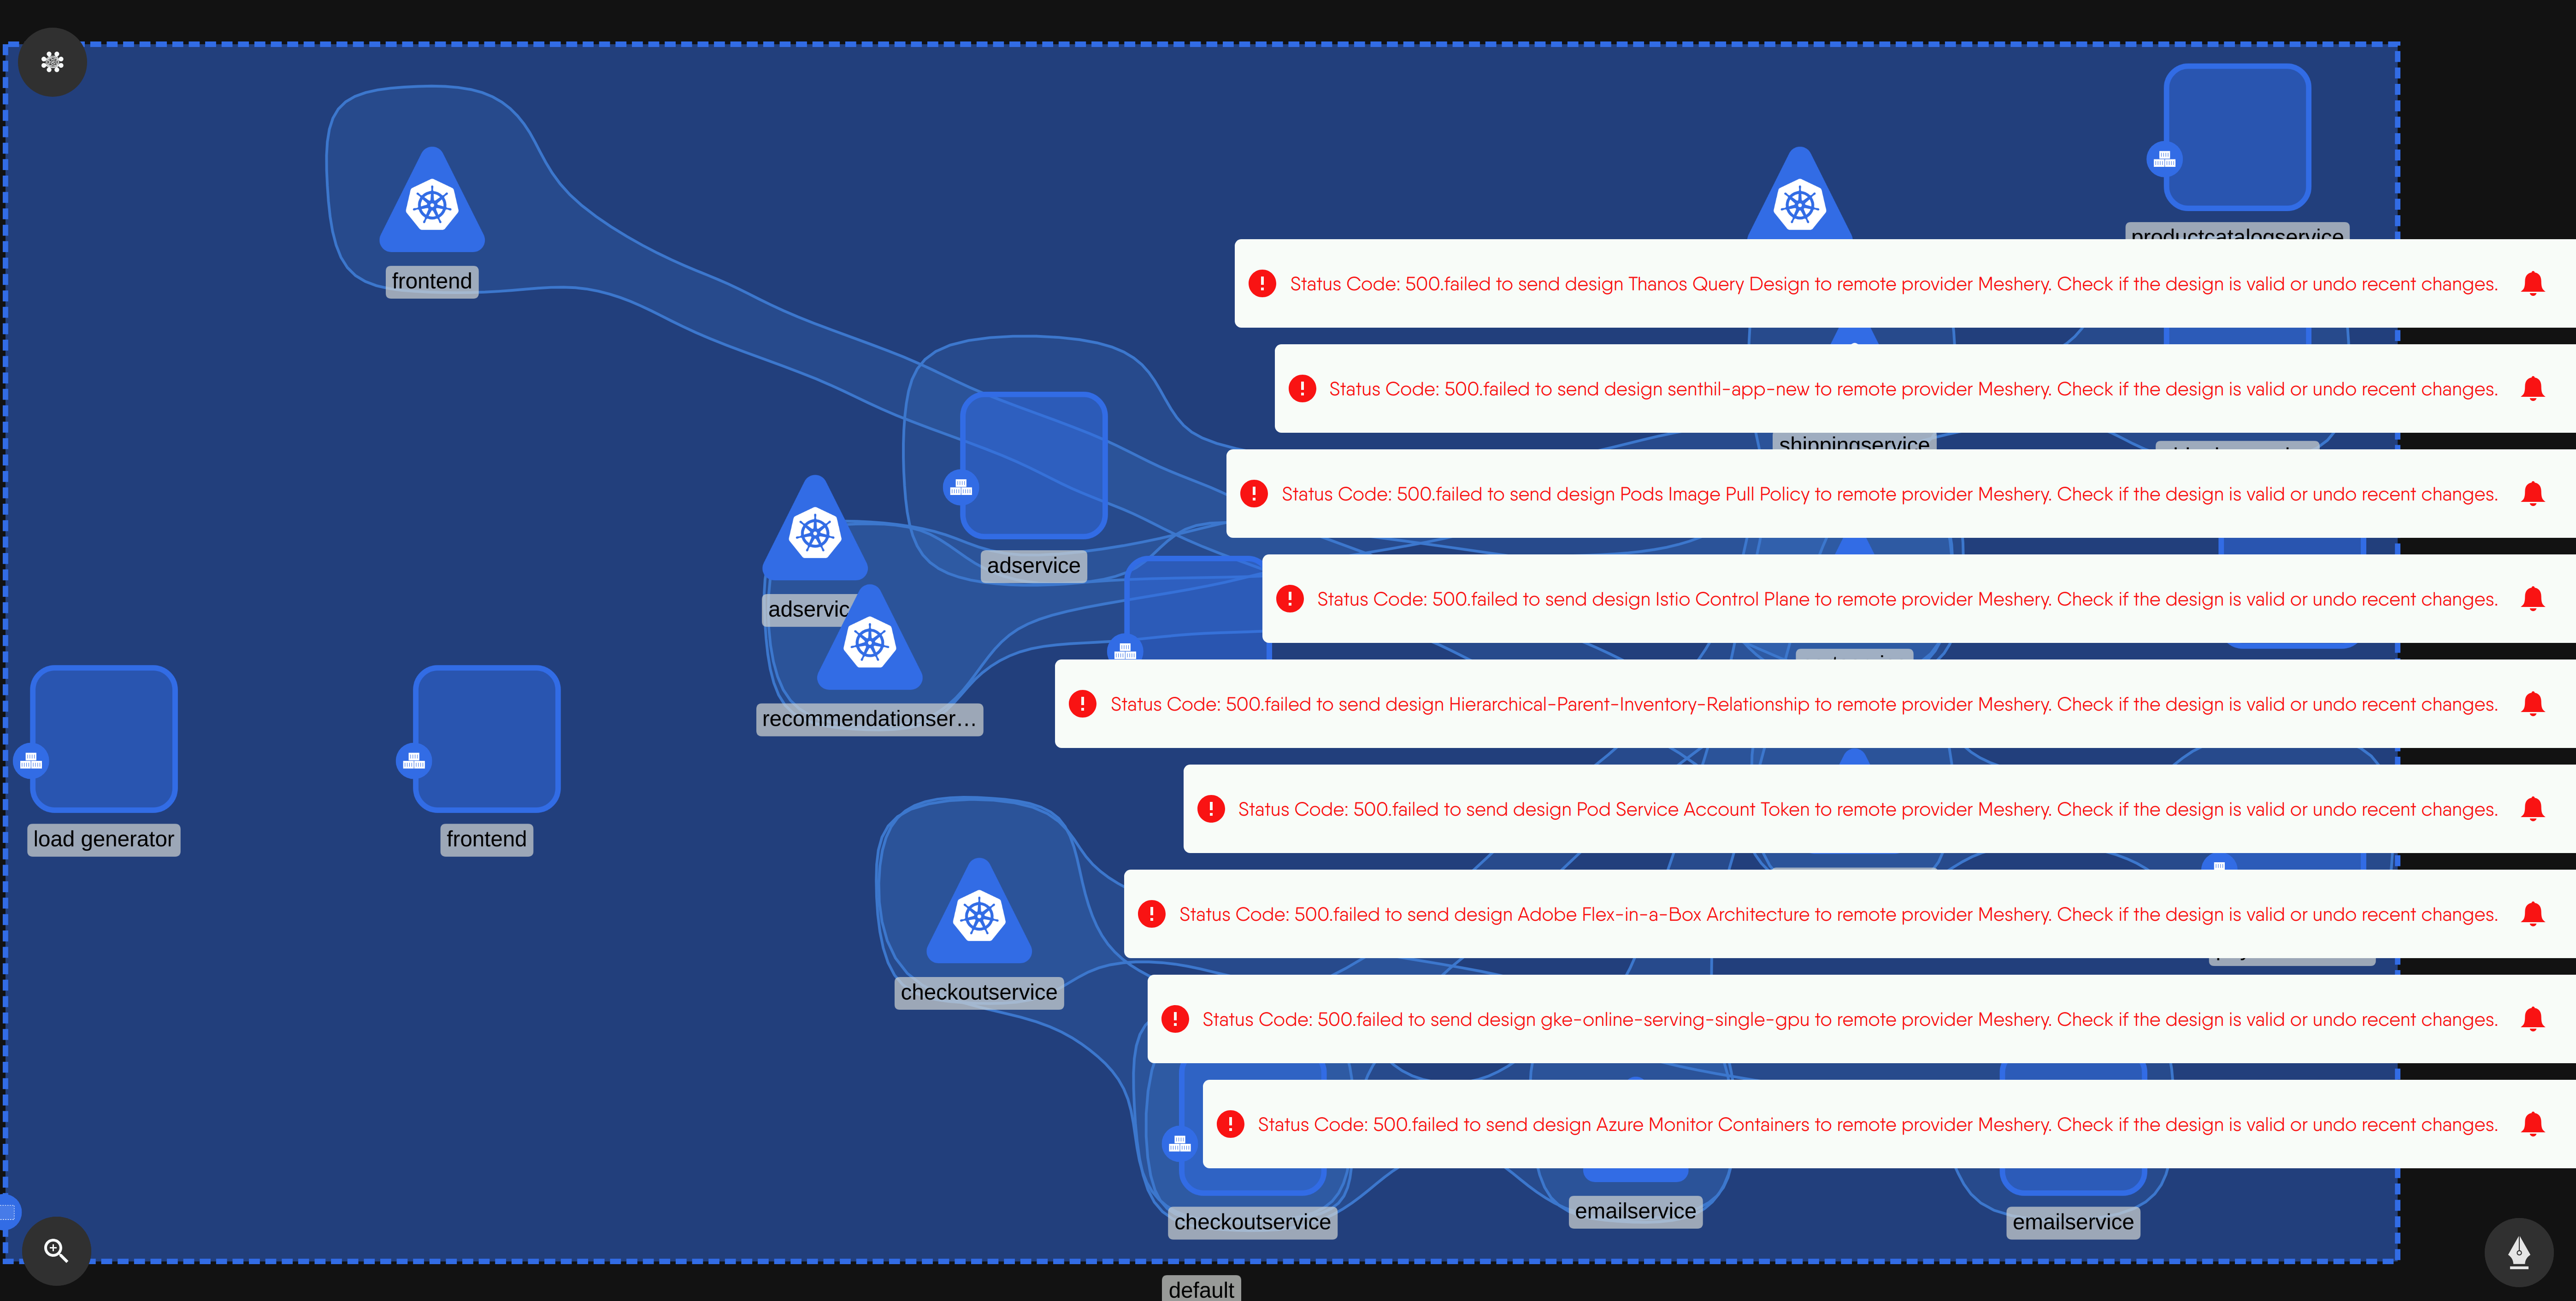 frontend
productcatalogservice
Status Code: 500.failed to send design Thanos Query Design to remote provider Meshery. Check if the design is valid or undo recent changes.
Status Code: 500.failed to send design senthil-app-new to remote provider Meshery. Check if the design is valid or undo recent changes.
shippingservice
Status Code: 500.failed to send design Pods Image Pull Policy to remote provider Meshery. Check if the design is valid or undo recent changes.
adservice
Status Code: 500.failed to send design Istio Control Plane to remote provider Meshery. Check if the design is valid or undo recent changes.
adservic
Status Code: 500.failed to send design Hierarchical-Parent-Inventory-Relationship to remote provider Meshery. Check if the design is valid or undo recent changes.
recommendationser...
Status Code: 500.failed to send design Pod Service Account Token to remote provider Meshery. Check if the design is valid or undo recent changes.
load generator
frontend
Status Code: 500.failed to send design Adobe Flex-in-a-Box Architecture to remote provider Meshery. Check if the design is valid or undo recent changes.
checkoutservice
Status Code: 500.failed to send design gke-online-serving-single-gpu to remote provider Meshery. Check if the design is valid or undo recent changes.
Status Code: 500.failed to send design Azure Monitor Containers to remote provider Meshery. Check if the design is valid or undo recent changes.
checkoutservice
emailservice
emailservice
default